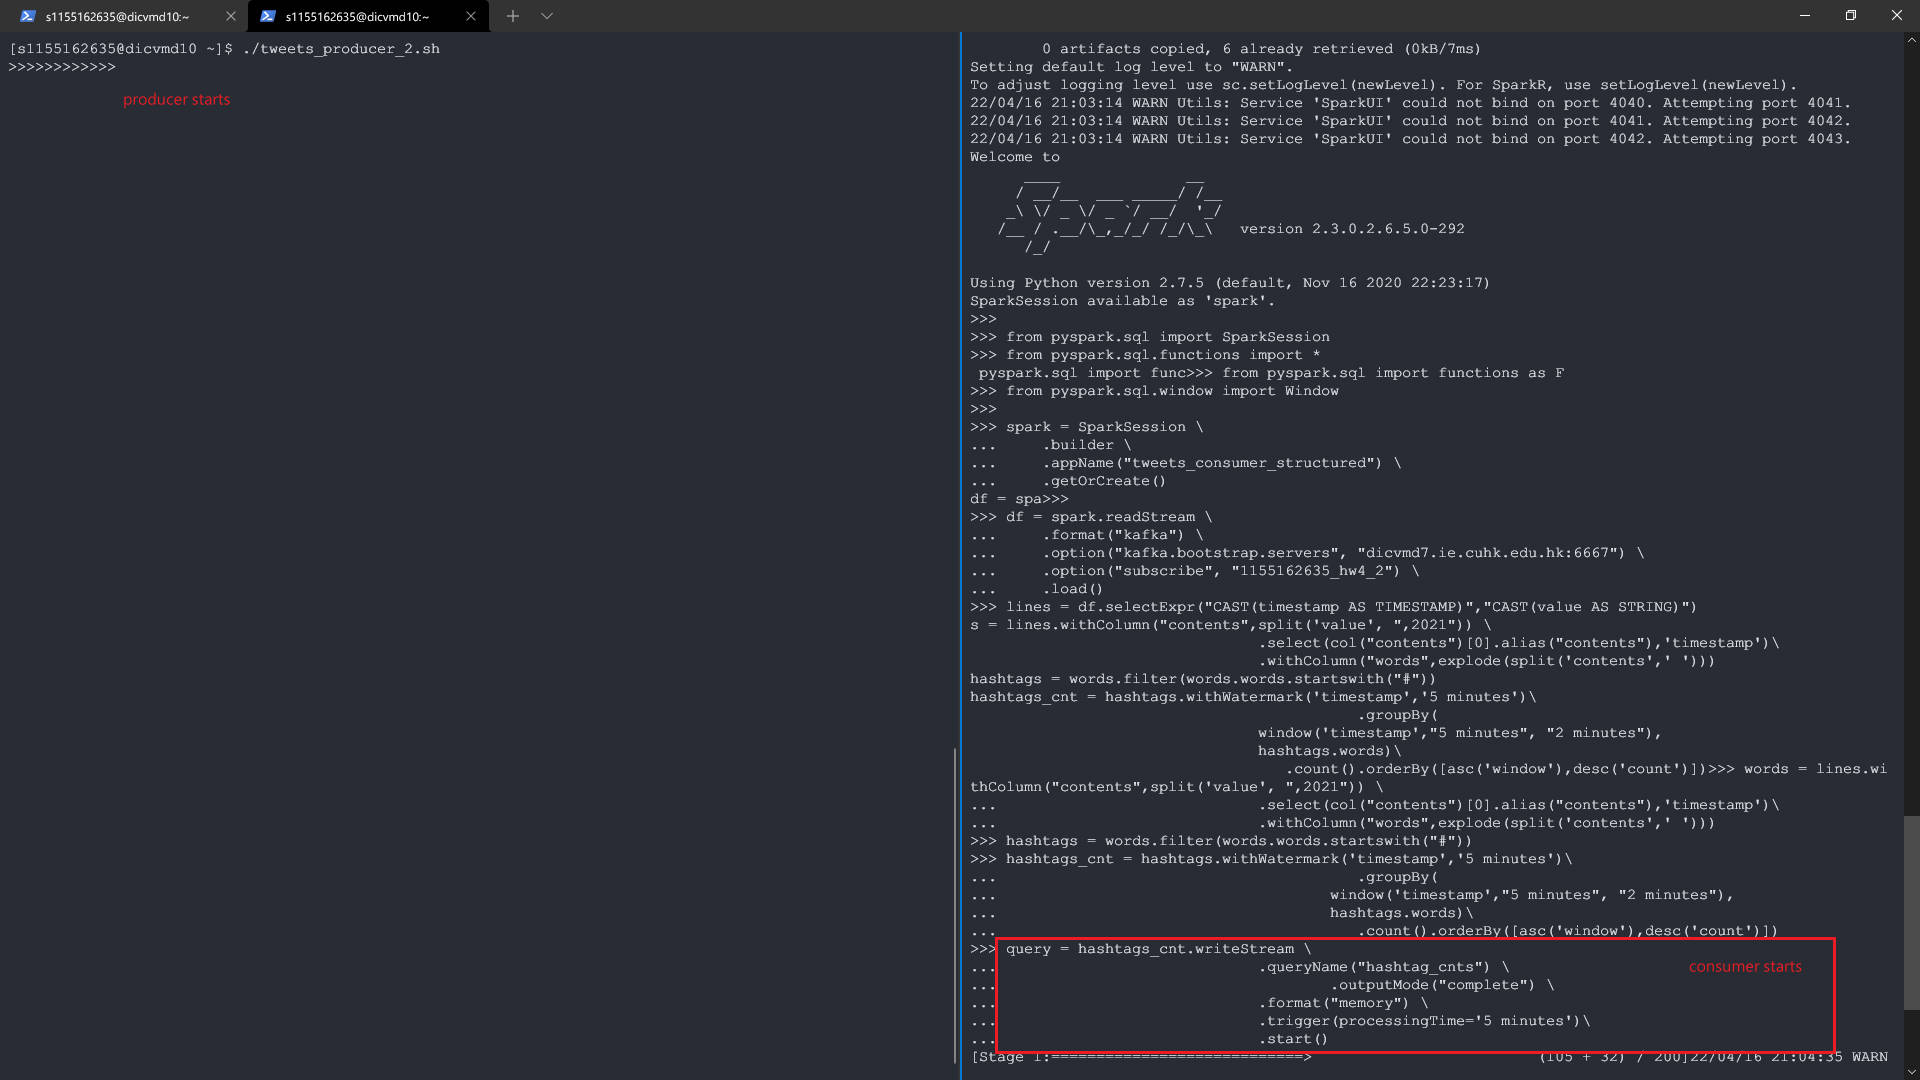 s1155162635@dicvmd10:~
s1155162635@dicvmd10:~
[s1155162635@dicvmd10 ~]$ ./tweets_producer_2.sh
>>>>>>>>>>>>
producer starts
0 artifacts copied, 6 already retrieved (0kB/7ms)
Setting default log level to "WARN".
To adjust logging level use sc.setLogLevel(newLevel). For SparkR, use setLogLevel(newLevel).
22/04/16 21:03:14 WARN Utils: Service 'SparkUI' could not bind on port 4040. Attempting port 4041.
22/04/16 21:03:14 WARN Utils: Service 'SparkUI' could not bind on port 4041. Attempting port 4042.
22/04/16 21:03:14 WARN Utils: Service 'SparkUI' could not bind on port 4042. Attempting port 4043.
Welcome to
      ____              __
     / __/__  ___ _____/ /__
    _\ \/ _ \/ _ `/ __/  '_/
   /__ / .__/\_,_/_/ /_/\_\   version 2.3.0.2.6.5.0-292
      /_/
Using Python version 2.7.5 (default, Nov 16 2020 22:23:17)
SparkSession available as 'spark'.
>>>
>>> from pyspark.sql import SparkSession
>>> from pyspark.sql.functions import *
 pyspark.sql import func>>> from pyspark.sql import functions as F
>>> from pyspark.sql.window import Window
>>>
>>> spark = SparkSession \
...     .builder \
...     .appName("tweets_consumer_structured") \
...     .getOrCreate()
df = spa>>>
>>> df = spark.readStream \
...     .format("kafka") \
...     .option("kafka.bootstrap.servers", "dicvmd7.ie.cuhk.edu.hk:6667") \
...     .option("subscribe", "1155162635_hw4_2") \
...     .load()
>>> lines = df.selectExpr("CAST(timestamp AS TIMESTAMP)","CAST(value AS STRING)")
s = lines.withColumn("contents",split('value', ",2021")) \
.select(col("contents")[0].alias("contents"),'timestamp')\
.withColumn("words",explode(split('contents',' ')))
hashtags = words.filter(words.words.startswith("#"))
hashtags_cnt = hashtags.withWatermark('timestamp','5 minutes')\
.groupBy(
window('timestamp',"5 minutes", "2 minutes"),
hashtags.words)\
.count().orderBy([asc('window'),desc('count')])>>> words = lines.wi
thColumn("contents",split('value', ",2021")) \
... .select(col("contents")[0].alias("contents"),'timestamp')\
... .withColumn("words",explode(split('contents',' ')))
>>> hashtags = words.filter(words.words.startswith("#"))
>>> hashtags_cnt = hashtags.withWatermark('timestamp','5 minutes')\
... .groupBy(
... window('timestamp',"5 minutes", "2 minutes"),
... hashtags.words)\
... .count().orderBy([asc('window'),desc('count')])
>>> query = hashtags_cnt.writeStream \
... .queryName("hashtag_cnts") \
consumer starts
... .outputMode("complete") \
... .format("memory") \
... .trigger(processingTime='5 minutes')\
... .start()
[Stage 1:============================> (105 + 32) / 200]22/04/16 21:04:35 WARN